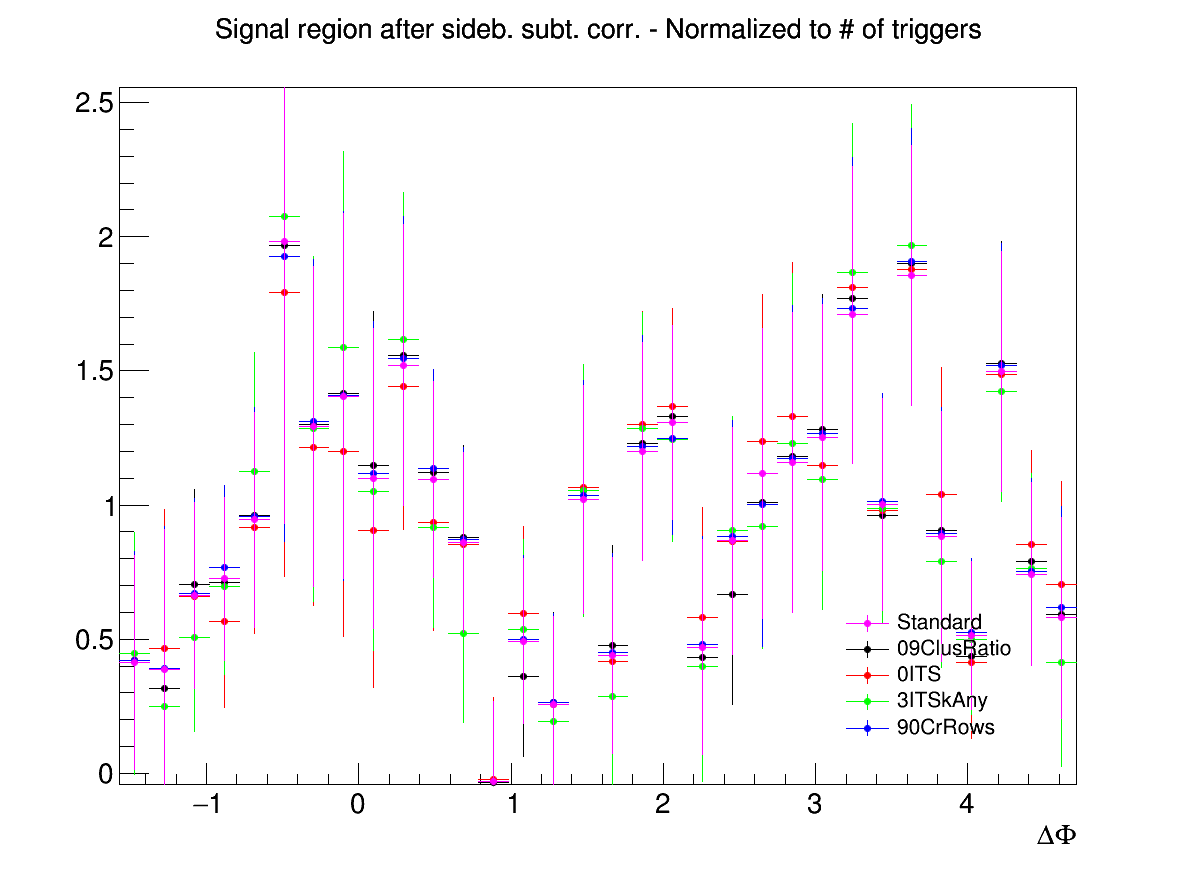 Signal region after sideb. subt. corr. - Normalized to # of triggers
2.5
2
1.5
1
0.5
0
Standard
09ClusRatio
0ITS
3ITSkAny
90CrRows
−1 0 1 2 3 4
ΔΦ